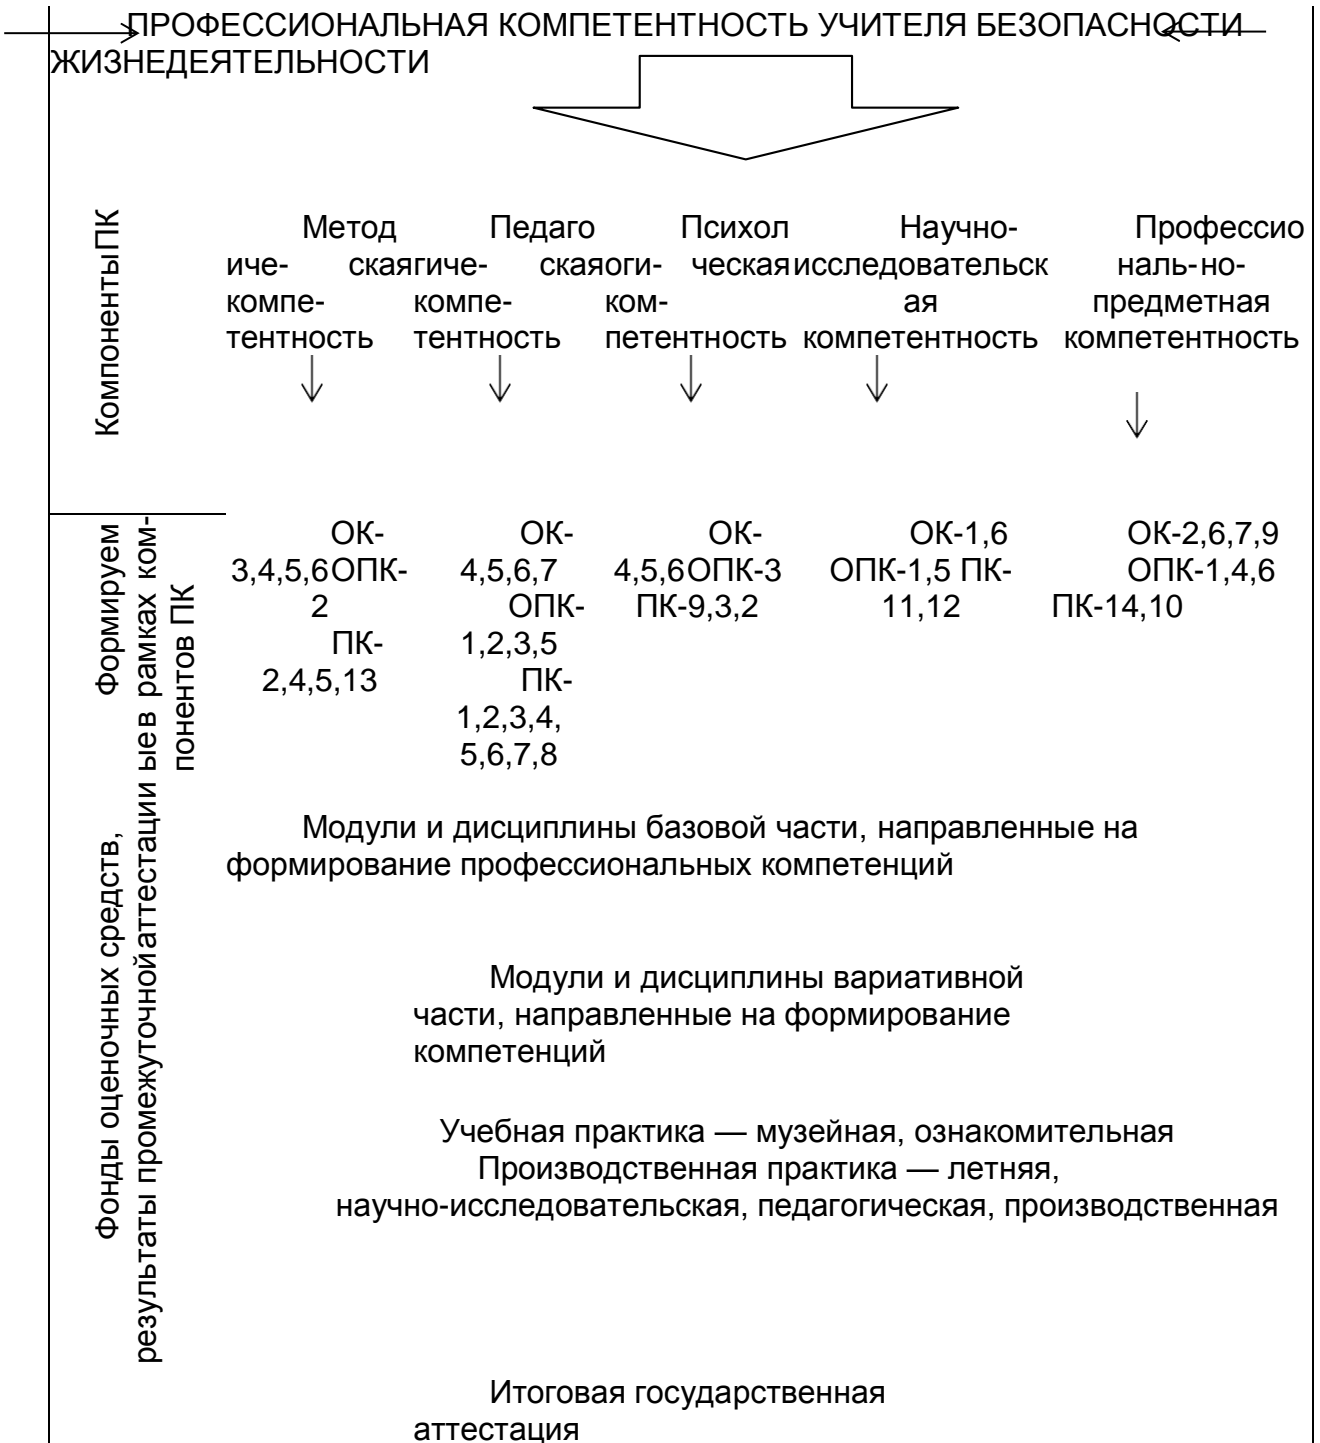 ПРОФЕССИОНАЛЬНАЯ КОМПЕТЕНТНОСТЬ УЧИТЕЛЯ БЕЗОПАСНОСТИ
ЖИЗНЕДЕЯТЕЛЬНОСТИ
КомпонентыПК
Метод Педаго Психол Научно- Профессио
иче- скаягиче- скаяоги- ческаяисследовательск наль-но-
компе- компе- ком- ая предметная
тентность тентность петентность компетентность компетентность
Формируем
ыев рамках ком-
понентов ПК
ОК- ОК- ОК- ОК-1,6 ОК-2,6,7,9
3,4,5,6ОПК- 4,5,6,7 4,5,6ОПК-3 ОПК-1,5 ПК- ОПК-1,4,6
2 ОПК- ПК-9,3,2 11,12 ПК-14,10
ПК- 1,2,3,5
2,4,5,13 ПК-
1,2,3,4,
5,6,7,8
Фонды оценочных средств,
результаты промежуточнойаттестации
Модули и дисциплины базовой части, направленные на
формирование профессиональных компетенций
Модули и дисциплины вариативной
части, направленные на формирование
компетенций
Учебная практика — музейная, ознакомительная
Производственная практика — летняя,
научно-исследовательская, педагогическая, производственная
Итоговая государственная
аттестация